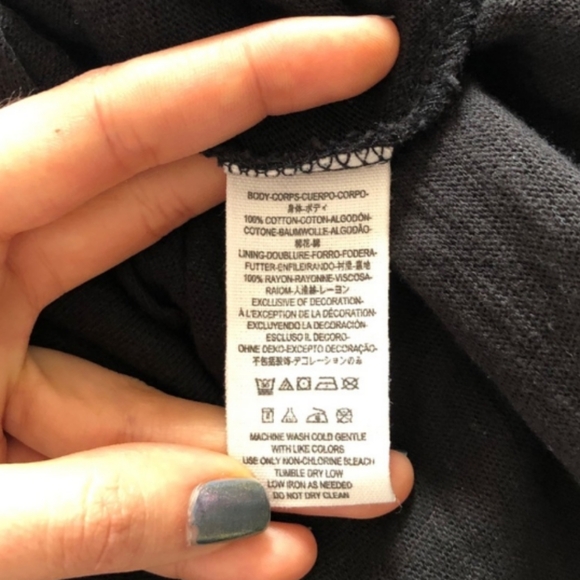 BODY-CORPS-CUERPO-CORPO-
身体-ボディ
100% COTTON-COTON-ALGODÓN-
COTONE-BAUMWOLLE-ALGODÃO-
棉花-綿
LINING-DOUBLURE-FORRO-FODERA-
FUTTER-ENFILEIRANDO-衬里-裏地
100% RAYON-RAYONNE-VISCOSA-
RAIOM-人造絲-レーヨン
EXCLUSIVE OF DECORATION-
À L'EXCEPTION DE LA DÉCORATION-
EXCLUYENDO LA DECORACIÓN-
ESCLUSO IL DECORO-
OHNE DEKO-EXCEPTO DECORAÇÃO-
不包括-デコレーションのみ
MACHINE WASH COLD GENTLE
WITH LIKE COLORS
USE ONLY NON-CHLORINE BLEACH
TUMBLE DRY LOW
LOW IRON AS NEEDED
DO NOT DRY CLEAN